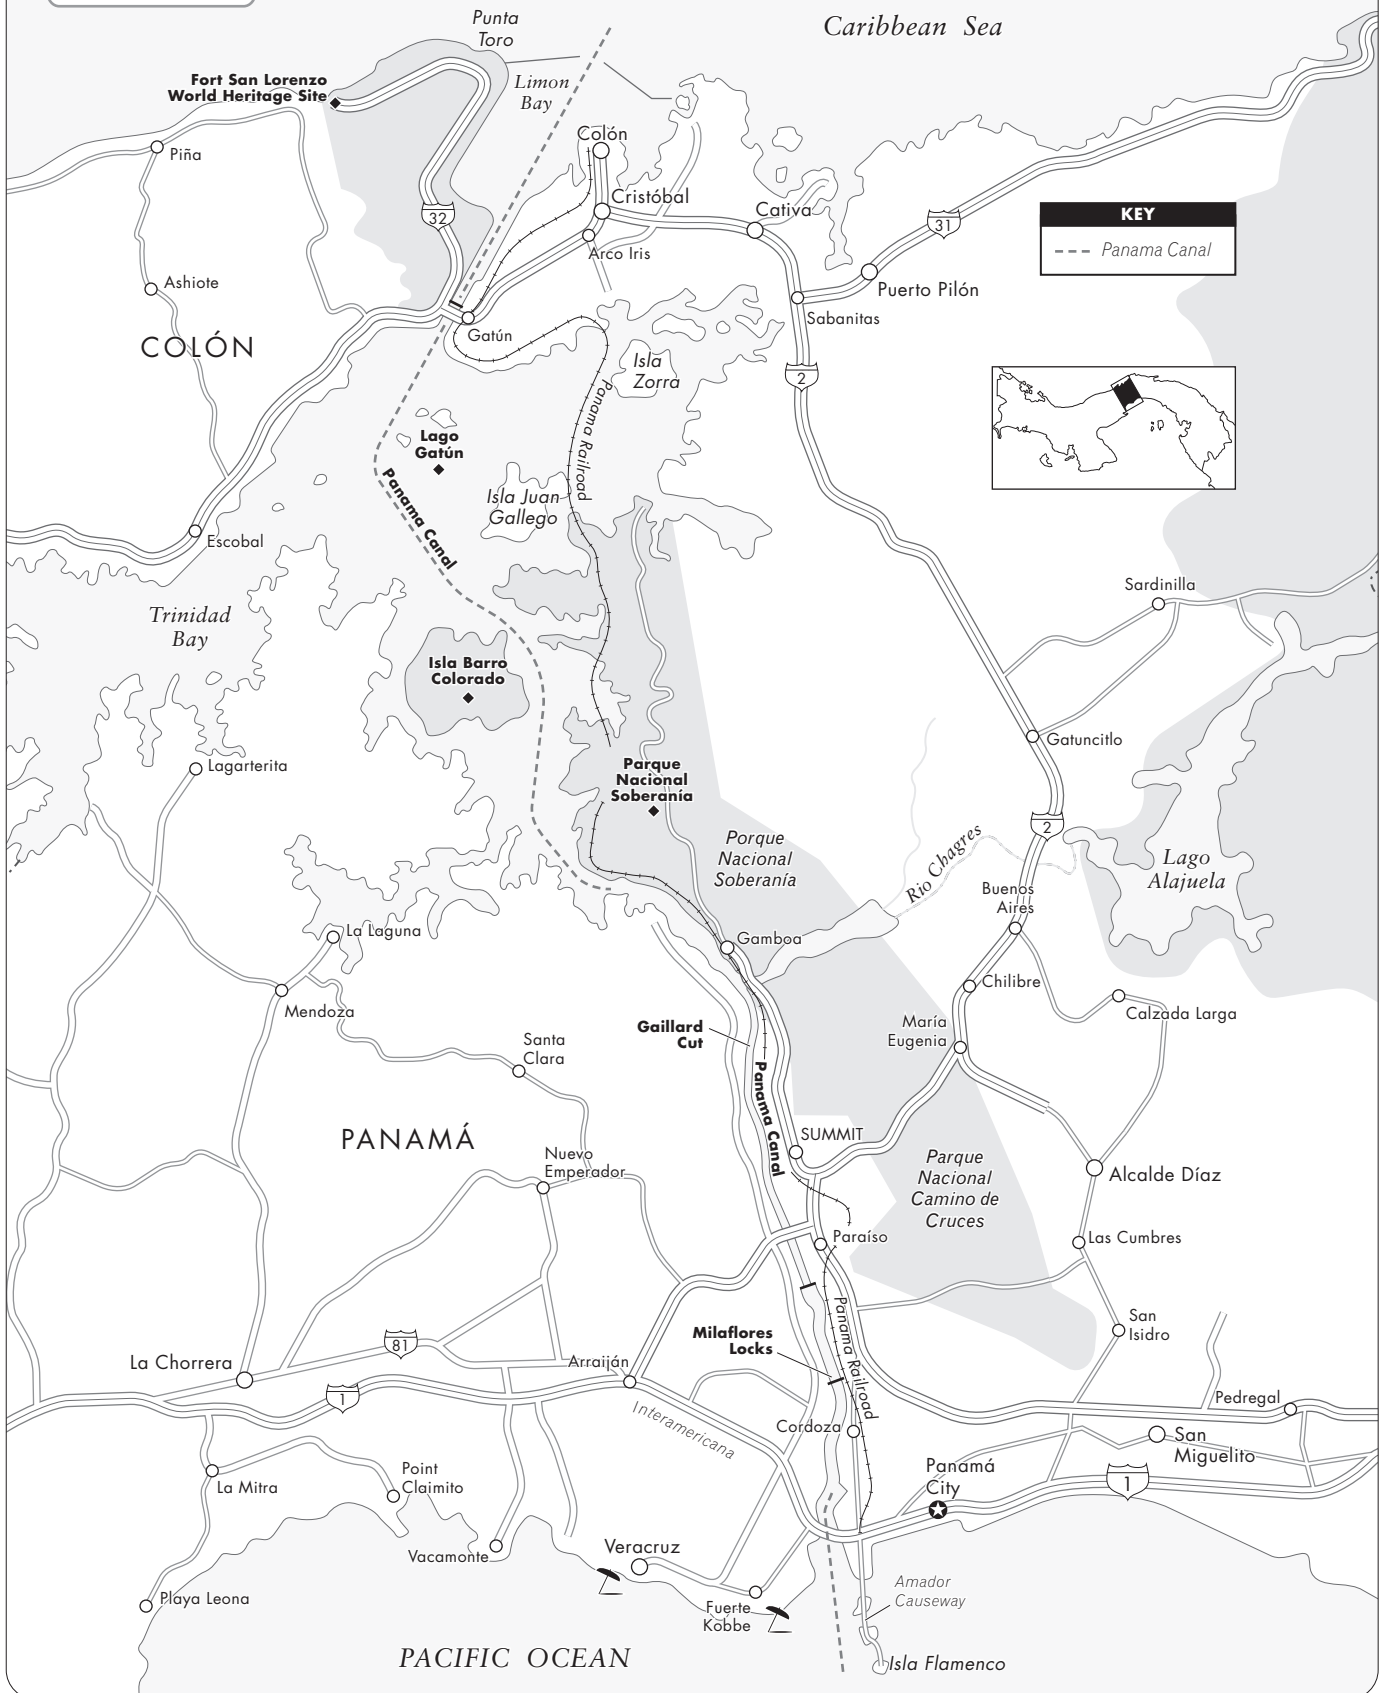 Punta
Toro
Caribbean Sea
Fort San Lorenzo
World Heritage Site
Limon
Bay
Colón
Piña
Cristóbal
Cativa
32
31
KEY
Panama Canal
Arco Iris
Ashiote
Puerto Pilón
Sabanitas
Gatún
COLÓN
Isla
Zorra
2
Panama Railroad
Lago
Gatún
Panama Canal
Isla Juan
Gallego
Escobal
Sardinilla
Trinidad
Bay
Isla Barro
Colorado
Gatuncitlo
Lagarterita
Parque
Nacional
Soberanía
2
Porque
Nacional
Soberanía
Rio Chagres
Lago
Alajuela
Buenos
Aires
La Laguna
Gamboa
Chilibre
Mendoza
Calzada Larga
Gaillard
Cut
María
Eugenia
Santa
Clara
Panama Canal
PANAMÁ
SUMMIT
Nuevo
Emperador
Parque
Nacional
Camino de
Cruces
Alcalde Díaz
Paraíso
Las Cumbres
Panama Railroad
San
Isidro
Milaflores
Locks
81
La Chorrera
Arraiján
1
Pedregal
Interamericana
Cordoza
San
Miguelito
Panamá
City
1
La Mitra
Point
Claimito
Vacamonte
Veracruz
Playa Leona
Fuerte
Kobbe
Amador
Causeway
PACIFIC OCEAN
Isla Flamenco